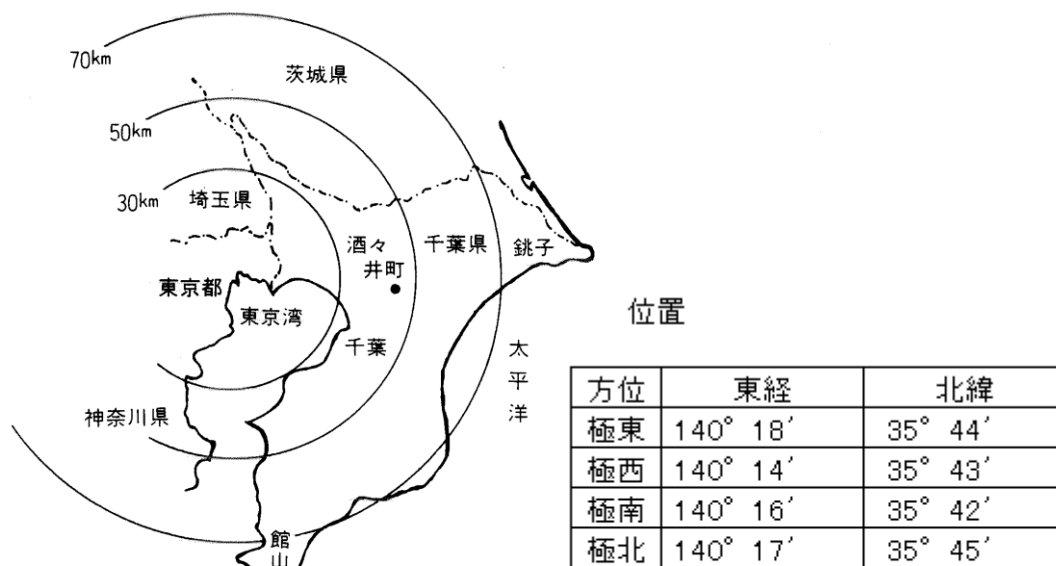 70km
茨城県
50km
30km
埼玉県
酒々
井町
千葉県
銚子
東京都
東京湾
千葉
太平洋
神奈川県
館山
位置
方位 東経 北緯
極東 140° 18′ 35° 44′
極西 140° 14′ 35° 43′
極南 140° 16′ 35° 42′
極北 140° 17′ 35° 45′